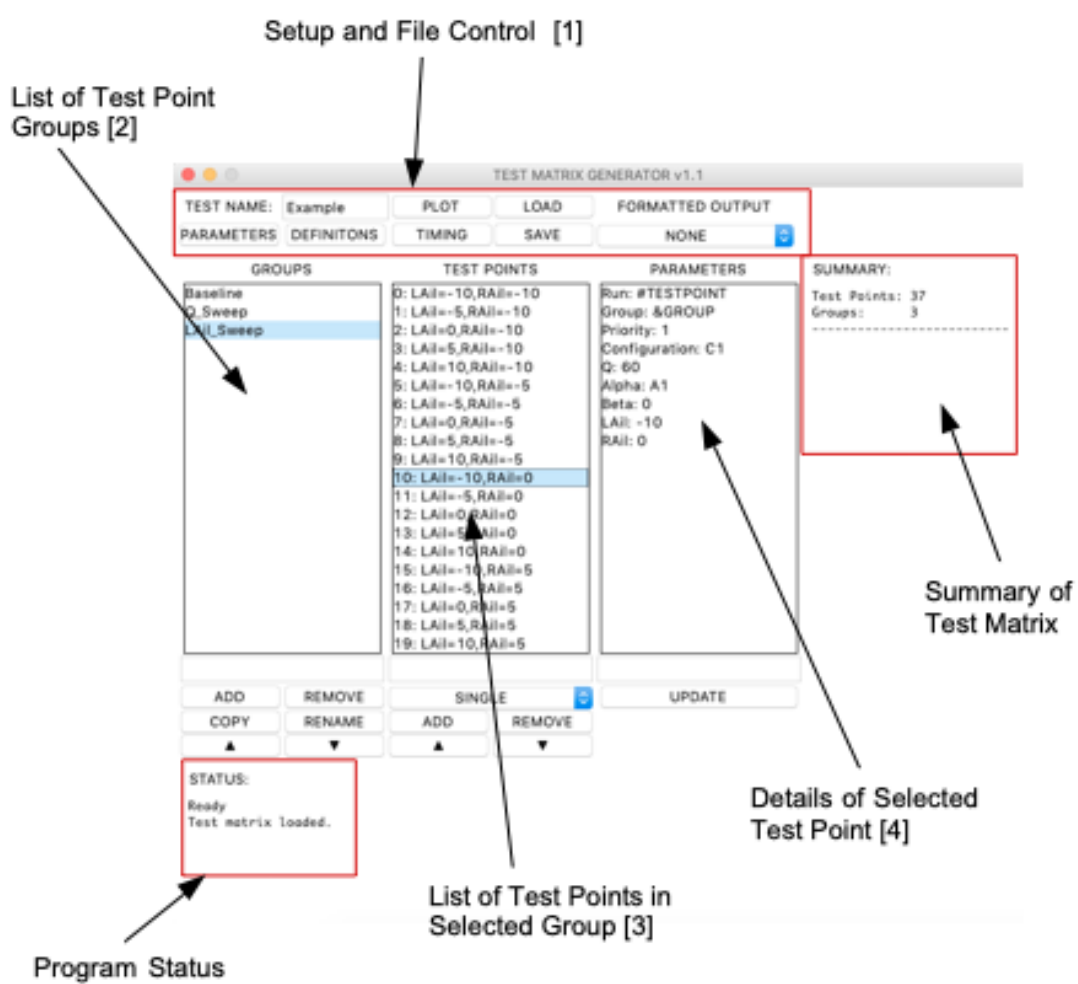 Setup and File Control [1]
List of Test Point
Groups [2]
TEST MATRIX GENERATOR v1.1
TEST NAME: Example PLOT LOAD FORMATTED OUTPUT
PARAMETERS DEFINITONS TIMING SAVE NONE
GROUPS
Baseline
Q_Sweep
LAil_Sweep
TEST POINTS
0: LAil=-10,RAil=-10
1: LAil=-5,RAil=-10
2: LAil=0,RAil=-10
3: LAil=5,RAil=-10
4: LAil=10,RAil=-10
5: LAil=-10,RAil=-5
6: LAil=-5,RAil=-5
7: LAil=0,RAil=-5
8: LAil=5,RAil=-5
9: LAil=10,RAil=-5
10: LAil=-10,RAil=0
11: LAil=-5,RAil=0
12: LAil=0,RAil=0
13: LAil=5,RAil=0
14: LAil=10,RAil=0
15: LAil=-10,RAil=5
16: LAil=-5,RAil=5
17: LAil=0,RAil=5
18: LAil=5,RAil=5
19: LAil=10,RAil=5
PARAMETERS
Run: #TESTPOINT
Group: &GROUP
Priority: 1
Configuration: C1
Q: 60
Alpha: A1
Beta: 0
LAil: -10
RAil: 0
SUMMARY:
Test Points: 37
Groups: 3
ADD REMOVE SINGLE UPDATE
COPY RENAME ADD REMOVE
▲ ▼ ▲ ▼
STATUS:
Ready
Test matrix loaded.
Summary of
Test Matrix
Details of Selected
Test Point [4]
List of Test Points in
Selected Group [3]
Program Status